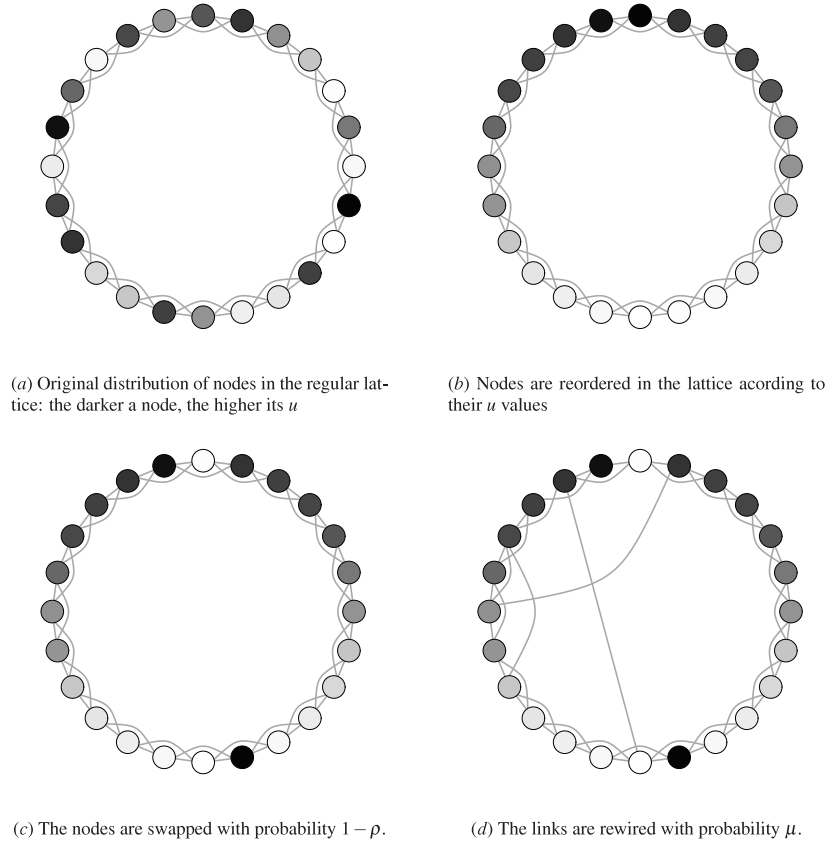 (a) Original distribution of nodes in the regular lat-
tice: the darker a node, the higher its u
(b) Nodes are reordered in the lattice acording to
their u values
(c) The nodes are swapped with probability 1−ρ.
(d) The links are rewired with probability μ.